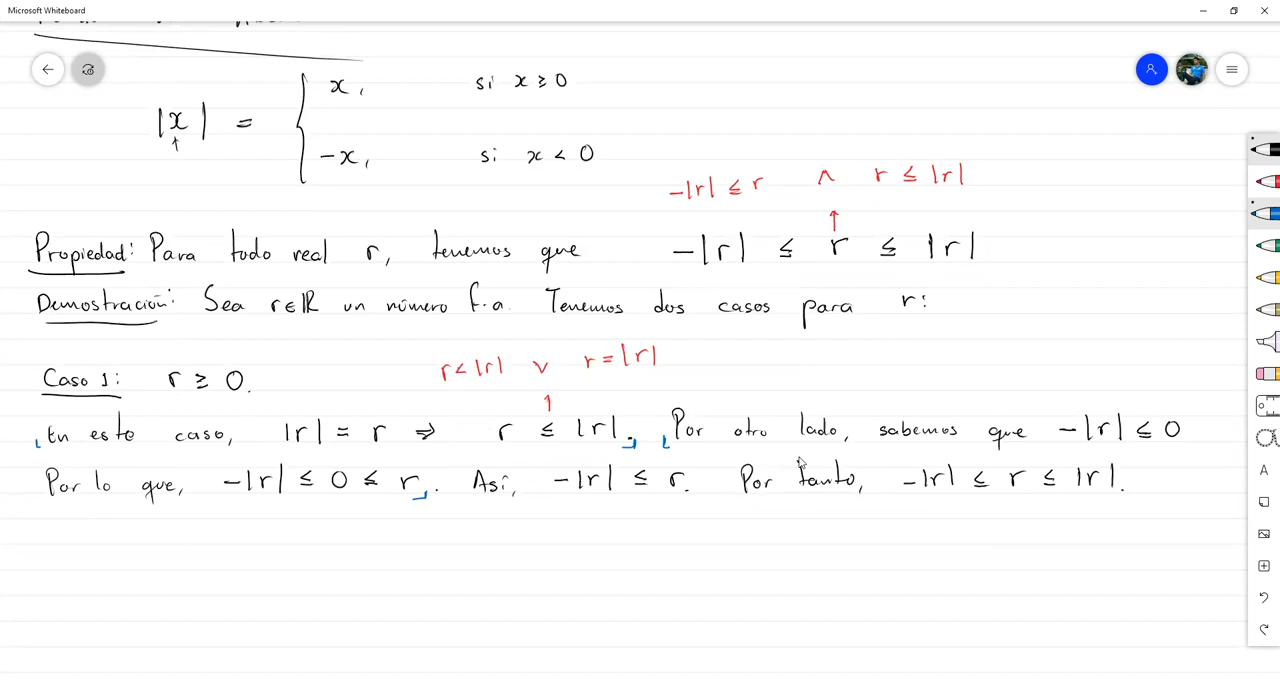 Microsoft Whiteboard
|x| = { x, si x ≥ 0
-x, si x < 0
-|r| ≤ r ∧ r ≤ |r|
↑
Propiedad: Para todo real r, tenemos que -|r| ≤ r ≤ |r|
Demostración: Sea r∈ℝ un número f.a. Tenemos dos casos para r:
r<|r| ∨ r=|r|
↑
Caso 1: r ≥ 0.
En este caso, |r| = r ⇒ r ≤ |r|. Por otro lado, sabemos que -|r| ≤ 0
Por lo que, -|r| ≤ 0 ≤ r. Así, -|r| ≤ r. Por tanto, -|r| ≤ r ≤ |r|.
A